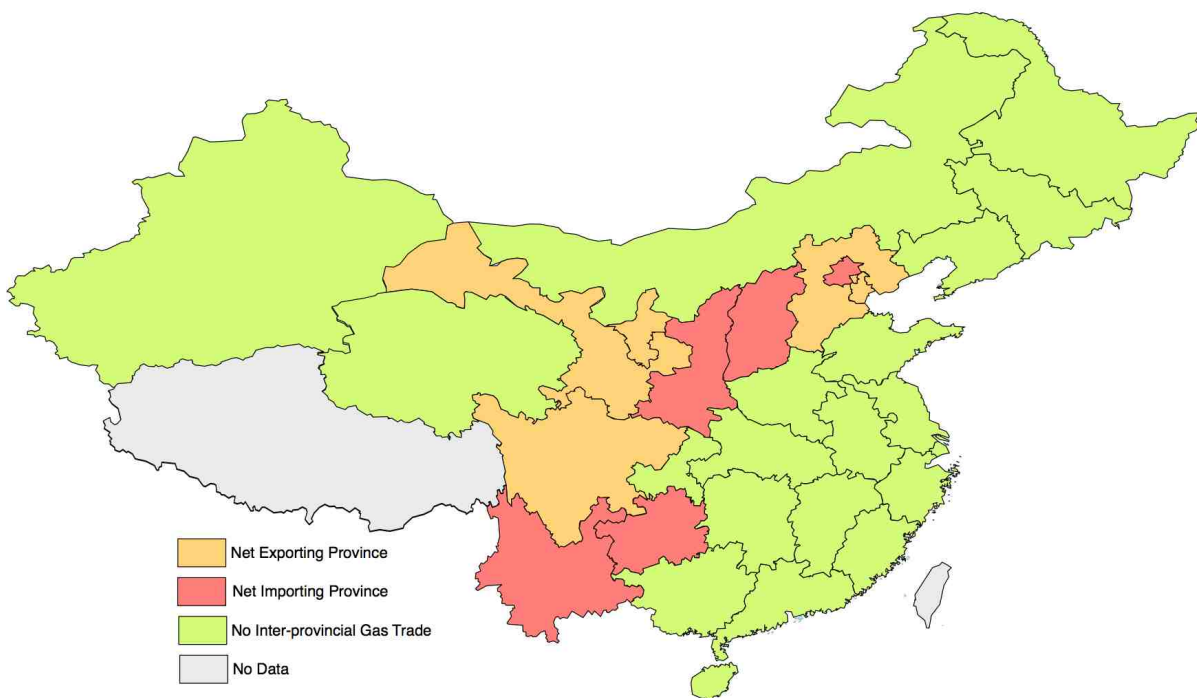 Net Exporting Province
Net Importing Province
No Inter-provincial Gas Trade
No Data